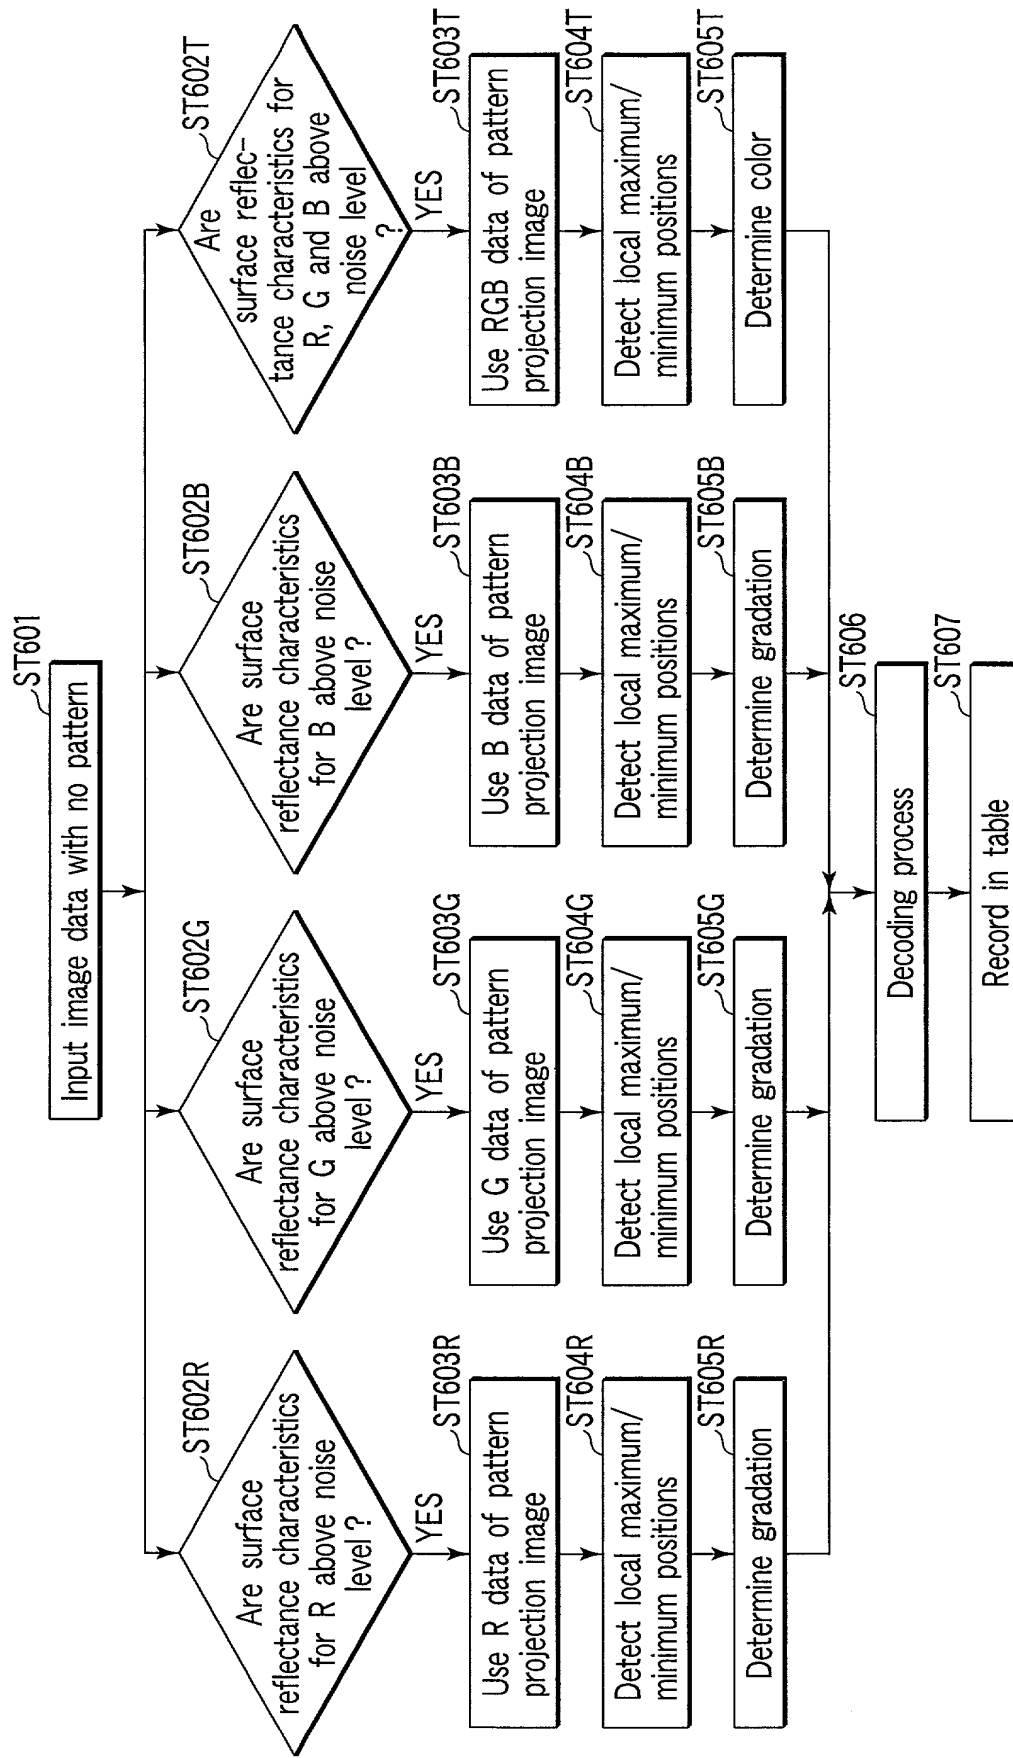 ST601
Input image data with no pattern
ST602R
Are surface
reflectance characteristics
for R above noise
level ?
YES
ST603R
Use R data of pattern
projection image
ST604R
Detect local maximum/
minimum positions
ST605R
Determine gradation
ST602G
Are surface
reflectance characteristics
for G above noise
level ?
YES
ST603G
Use G data of pattern
projection image
ST604G
Detect local maximum/
minimum positions
ST605G
Determine gradation
ST602B
Are surface
reflectance characteristics
for B above noise
level ?
YES
ST603B
Use B data of pattern
projection image
ST604B
Detect local maximum/
minimum positions
ST605B
Determine gradation
ST602T
Are
surface reflec-
tance characteristics for
R, G and B above
noise level
?
YES
ST603T
Use RGB data of pattern
projection image
ST604T
Detect local maximum/
minimum positions
ST605T
Determine color
ST606
Decoding process
ST607
Record in table